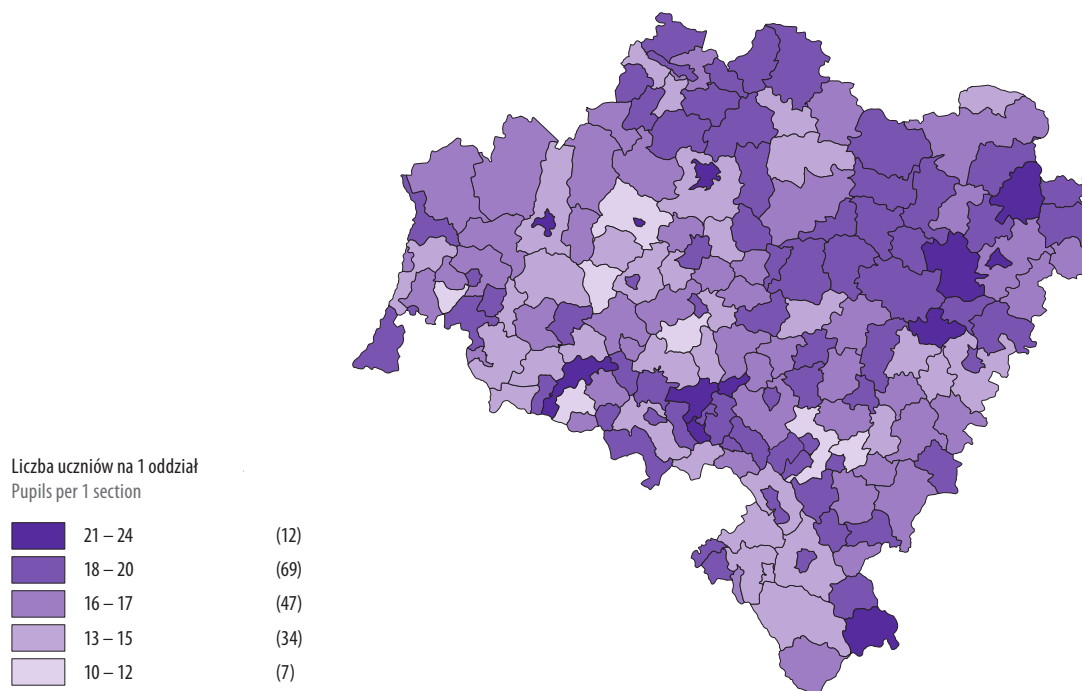 Liczba uczniów na 1 oddział
Pupils per 1 section
21 – 24 (12)
18 – 20 (69)
16 – 17 (47)
13 – 15 (34)
10 – 12 (7)